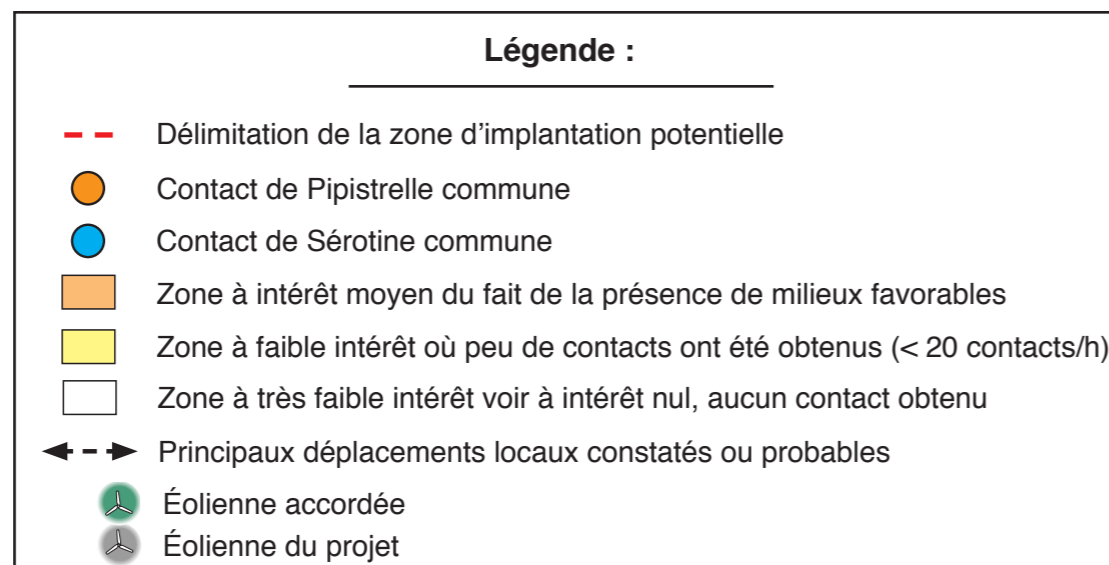 Légende :
Délimitation de la zone d'implantation potentielle
Contact de Pipistrelle commune
Contact de Sérotine commune
Zone à intérêt moyen du fait de la présence de milieux favorables
Zone à faible intérêt où peu de contacts ont été obtenus (< 20 contacts/h)
Zone à très faible intérêt voir à intérêt nul, aucun contact obtenu
Principaux déplacements locaux constatés ou probables
Éolienne accordée
Éolienne du projet